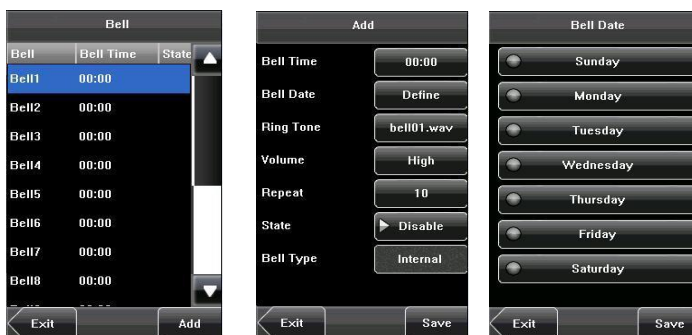 Bell
Bell Bell Time State
Bell1 00:00
Bell2 00:00
Bell3 00:00
Bell4 00:00
Bell5 00:00
Bell6 00:00
Bell7 00:00
Bell8 00:00
Exit Add
Add
Bell Time 00:00
Bell Date Define
Ring Tone bell01.wav
Volume High
Repeat 10
State Disable
Bell Type Internal
Exit Save
Bell Date
Sunday
Monday
Tuesday
Wednesday
Thursday
Friday
Saturday
Exit Save